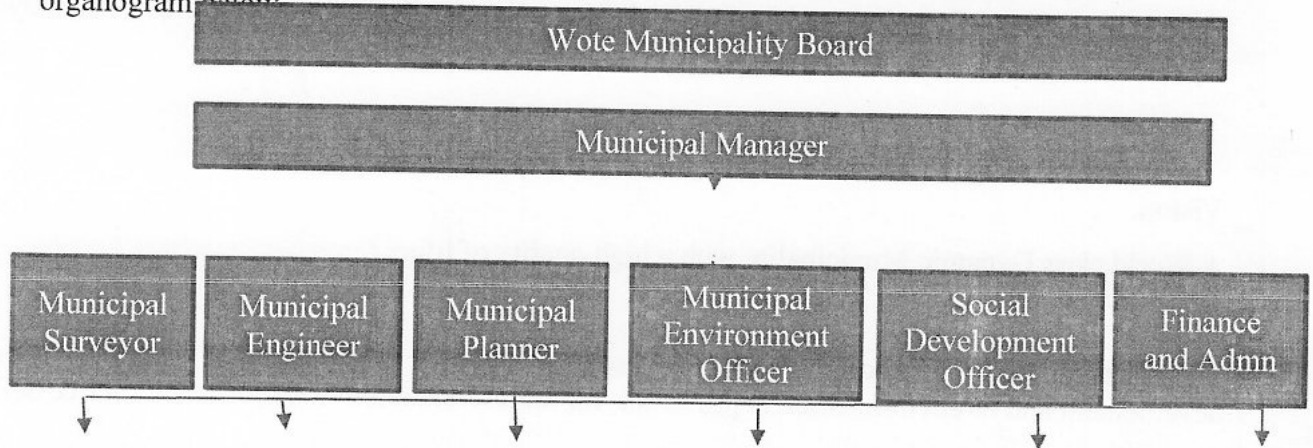 organogram
Wote Municipality Board
Municipal Manager
Municipal
Surveyor
Municipal
Engineer
Municipal
Planner
Municipal
Environment
Officer
Social
Development
Officer
Finance
and Admn